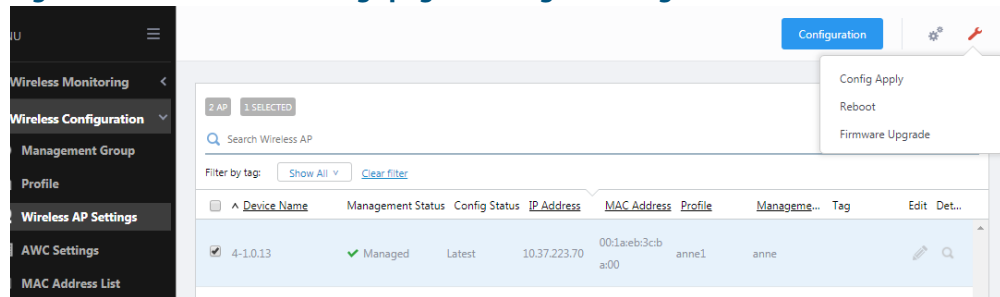 NU
Configuration
Config Apply
Reboot
Firmware Upgrade
Wireless Monitoring
Wireless Configuration
Management Group
Profile
Wireless AP Settings
AWC Settings
MAC Address List
2 AP 1 SELECTED
Search Wireless AP
Filter by tag: Show All Clear filter
Device Name Management Status Config Status IP Address MAC Address Profile Manageme... Tag Edit Det...
4-1.0.13 Managed Latest 10.37.223.70 00:1a:eb:3c:b
a:00 anne1 anne